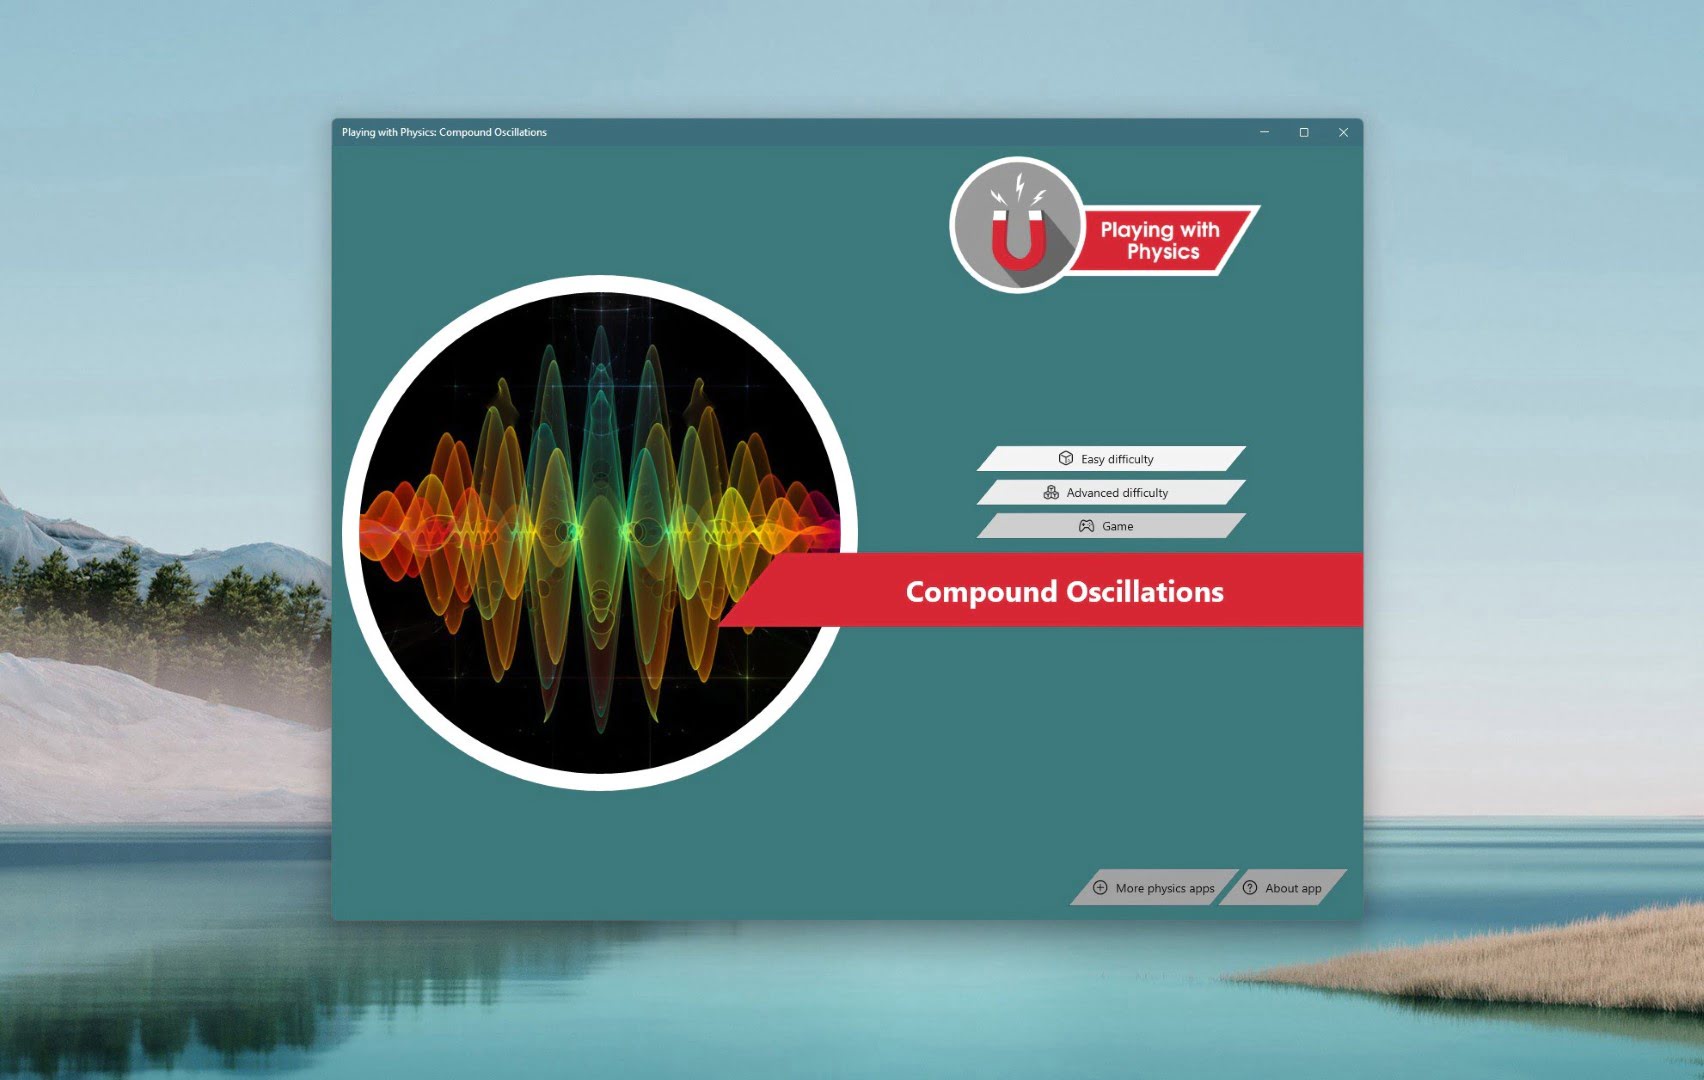 Playing with Physics: Compound Oscillations
Playing with
Physics
Easy difficulty
Advanced difficulty
Game
Compound Oscillations
More physics apps
About app